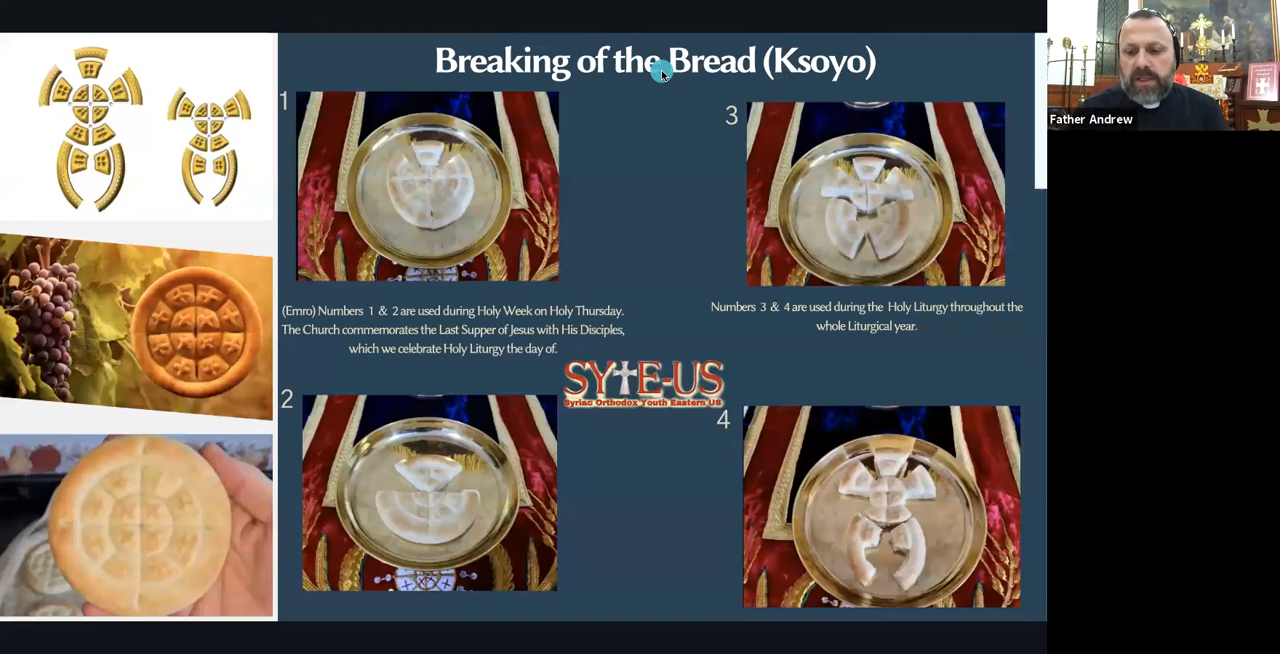 Breaking of the Bread (Ksoyo)
1
(Emro) Numbers 1 & 2 are used during Holy Week on Holy Thursday.
The Church commemorates the Last Supper of Jesus with His Disciples,
which we celebrate Holy Liturgy the day of.
2
3
Numbers 3 & 4 are used during the Holy Liturgy throughout the
whole Liturgical year.
SYTE-US
Syriac Orthodox Youth Eastern US
4
Father Andrew